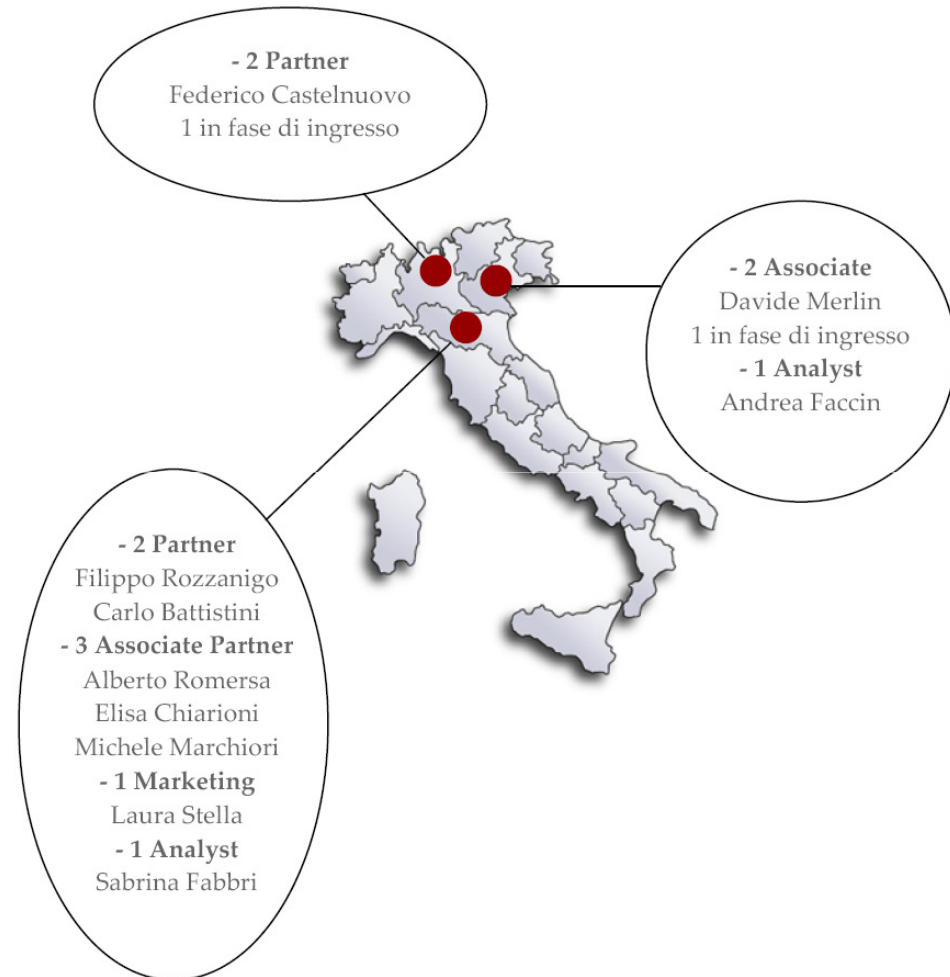 - 2 Partner
Federico Castelnuovo
1 in fase di ingresso
- 2 Associate
Davide Merlin
1 in fase di ingresso
- 1 Analyst
Andrea Faccin
- 2 Partner
Filippo Rozzanigo
Carlo Battistini
- 3 Associate Partner
Alberto Romersa
Elisa Chiarioni
Michele Marchiori
- 1 Marketing
Laura Stella
- 1 Analyst
Sabrina Fabbri